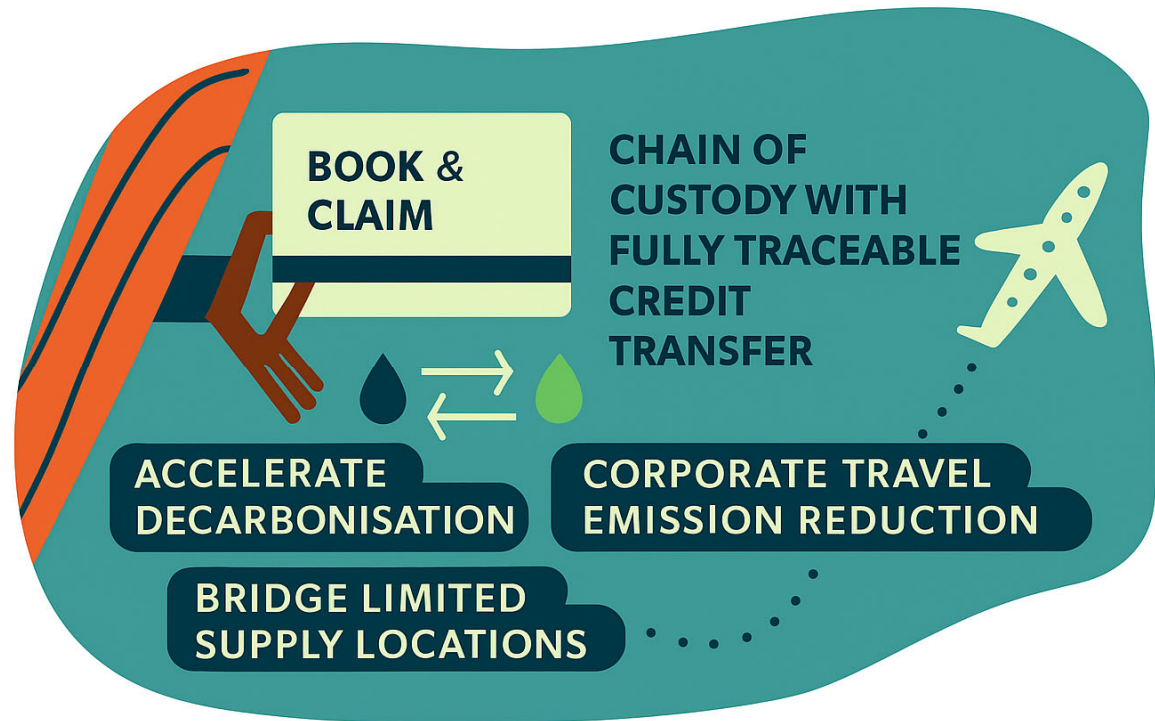 BOOK &
CLAIM
CHAIN OF
CUSTODY WITH
FULLY TRACEABLE
CREDIT
TRANSFER
ACCELERATE
DECARBONISATION
CORPORATE TRAVEL
EMISSION REDUCTION
BRIDGE LIMITED
SUPPLY LOCATIONS